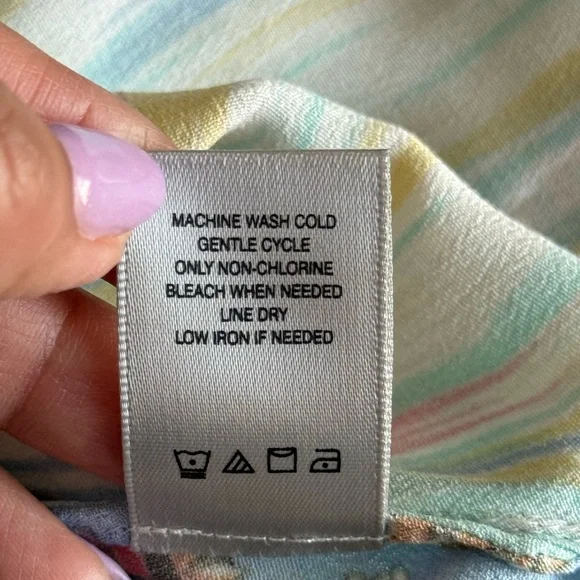 MACHINE WASH COLD
GENTLE CYCLE
ONLY NON-CHLORINE
BLEACH WHEN NEEDED
LINE DRY
LOW IRON IF NEEDED